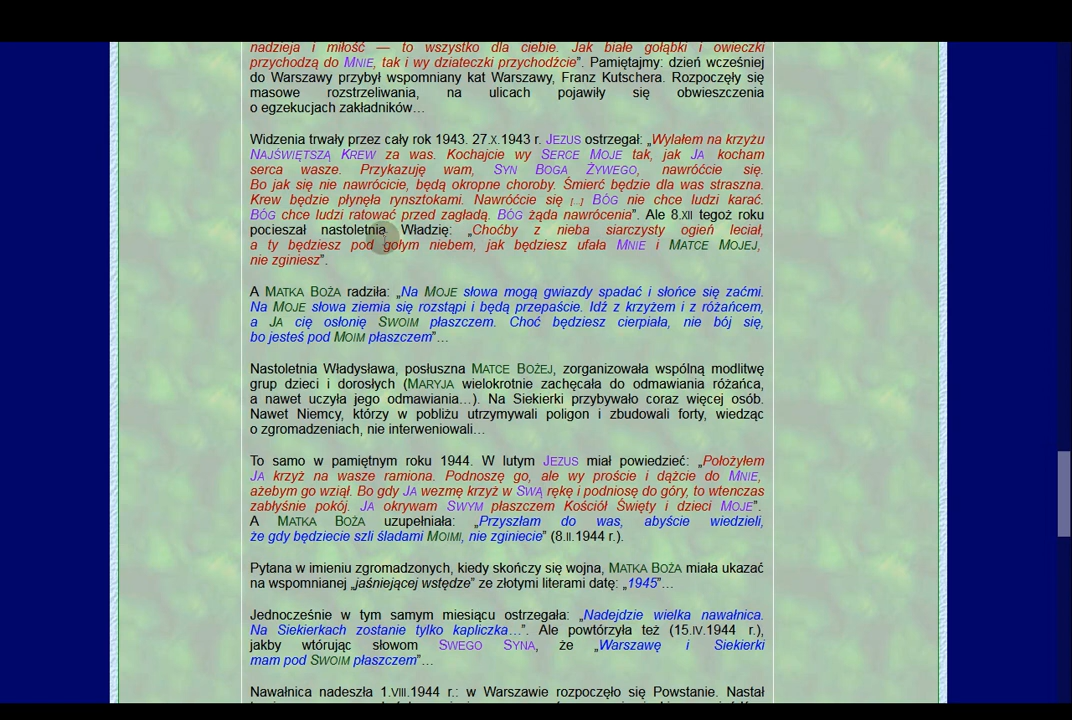 nadzieja i miłość — to wszystko dla ciebie. Jak białe gołąbki i owieczki
przychodzą do MNIE, tak i wy dziateczki przychodźcie”. Pamiętajmy: dzień wcześniej
do Warszawy przybył wspomniany kat Warszawy, Franz Kutschera. Rozpoczęły się
masowe rozstrzeliwania, na ulicach pojawiły się obwieszczenia
o egzekucjach zakładników…
Widzenia trwały przez cały rok 1943. 27.X.1943 r. JEZUS ostrzegał: „Wylałem na krzyżu
NAJŚWIĘTSZĄ KREW za was. Kochajcie wy SERCE MOJE tak, jak JA kocham
serca wasze. Przykazuję wam, SYN BOGA ŻYWEGO, nawróćcie się.
Bo jak się nie nawrócicie, będą okropne choroby. Śmierć będzie dla was straszna.
Krew będzie płynęła rynsztokami. Nawróćcie się [...] BÓG nie chce ludzi karać.
BÓG chce ludzi ratować przed zagładą. BÓG żąda nawrócenia”. Ale 8.XII tegoż roku
pocieszał nastoletnią Władzię: „Choćby z nieba siarczysty ogień leciał,
a ty będziesz pod gołym niebem, jak będziesz ufała MNIE i MATCE MOJEJ,
nie zginiesz”.
A MATKA BOŻA radziła: „Na MOJE słowa mogą gwiazdy spadać i słońce się zaćmi.
Na MOJE słowa ziemia się rozstąpi i będą przepaście. Idź z krzyżem i z różańcem,
a JA cię osłonię SWOIM płaszczem. Choć będziesz cierpiała, nie bój się,
bo jesteś pod MOIM płaszczem”…
Nastoletnia Władysława, posłuszna MATCE BOŻEJ, zorganizowała wspólną modlitwę
grup dzieci i dorosłych (MARYJA wielokrotnie zachęcała do odmawiania różańca,
a nawet uczyła jego odmawiania…). Na Siekierki przybywało coraz więcej osób.
Nawet Niemcy, którzy w pobliżu utrzymywali poligon i zbudowali forty, wiedząc
o zgromadzeniach, nie interweniowali…
To samo w pamiętnym roku 1944. W lutym JEZUS miał powiedzieć: „Położyłem
JA krzyż na wasze ramiona. Podnoszę go, ale wy proście i dążcie do MNIE,
ażebym go wziął. Bo gdy JA wezmę krzyż w SWĄ rękę i podniosę do góry, to wtenczas
zabłyśnie pokój. JA okrywam SWYM płaszczem Kościół Święty i dzieci MOJE”.
A MATKA BOŻA uzupełniała: „Przyszłam do was, abyście wiedzieli,
że gdy będziecie szli śladami MOIMI, nie zginiecie” (8.II.1944 r.).
Pytana w imieniu zgromadzonych, kiedy skończy się wojna, MATKA BOŻA miała ukazać
na wspomnianej „jaśniejącej wstędze” ze złotymi literami datę: „1945”…
Jednocześnie w tym samym miesiącu ostrzegała: „Nadejdzie wielka nawałnica.
Na Siekierkach zostanie tylko kapliczka…”. Ale powtórzyła też (15.IV.1944 r.),
jakby wtórując słowom SWEGO SYNA, że „Warszawę i Siekierki
mam pod SWOIM płaszczem”…
Nawałnica nadeszła 1.VIII.1944 r.: w Warszawie rozpoczęło się Powstanie. Nastał